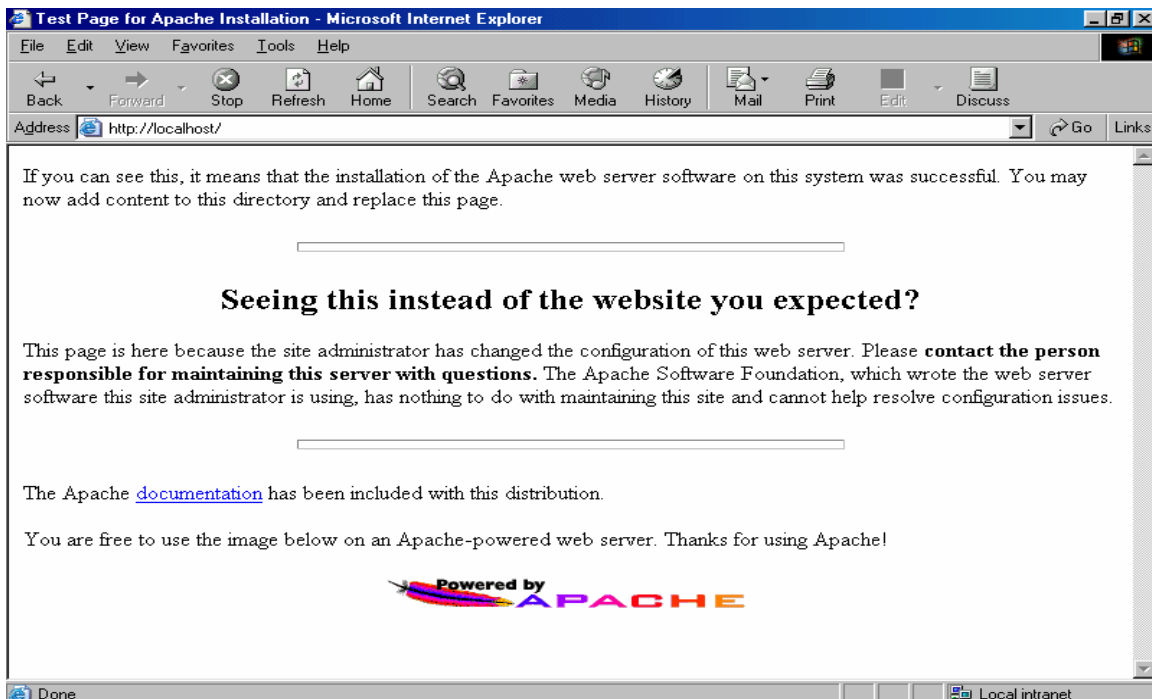 Test Page for Apache Installation - Microsoft Internet Explorer
File Edit View Favorites Tools Help
Back Forward Stop Refresh Home Search Favorites Media History Mail Print Edit Discuss
Address http://localhost/ Go Links
If you can see this, it means that the installation of the Apache web server software on this system was successful. You may
now add content to this directory and replace this page.
Seeing this instead of the website you expected?
This page is here because the site administrator has changed the configuration of this web server. Please contact the person
responsible for maintaining this server with questions. The Apache Software Foundation, which wrote the web server
software this site administrator is using, has nothing to do with maintaining this site and cannot help resolve configuration issues.
The Apache documentation has been included with this distribution.
You are free to use the image below on an Apache-powered web server. Thanks for using Apache!
Powered by
APACHE
Done Local intranet